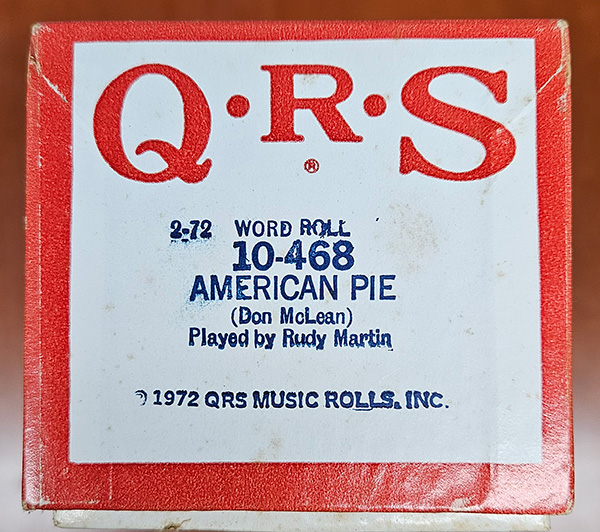 Q·R·S
®
2-72 WORD ROLL
10-468
AMERICAN PIE
(Don McLean)
Played by Rudy Martin
© 1972 QRS MUSIC ROLLS, INC.